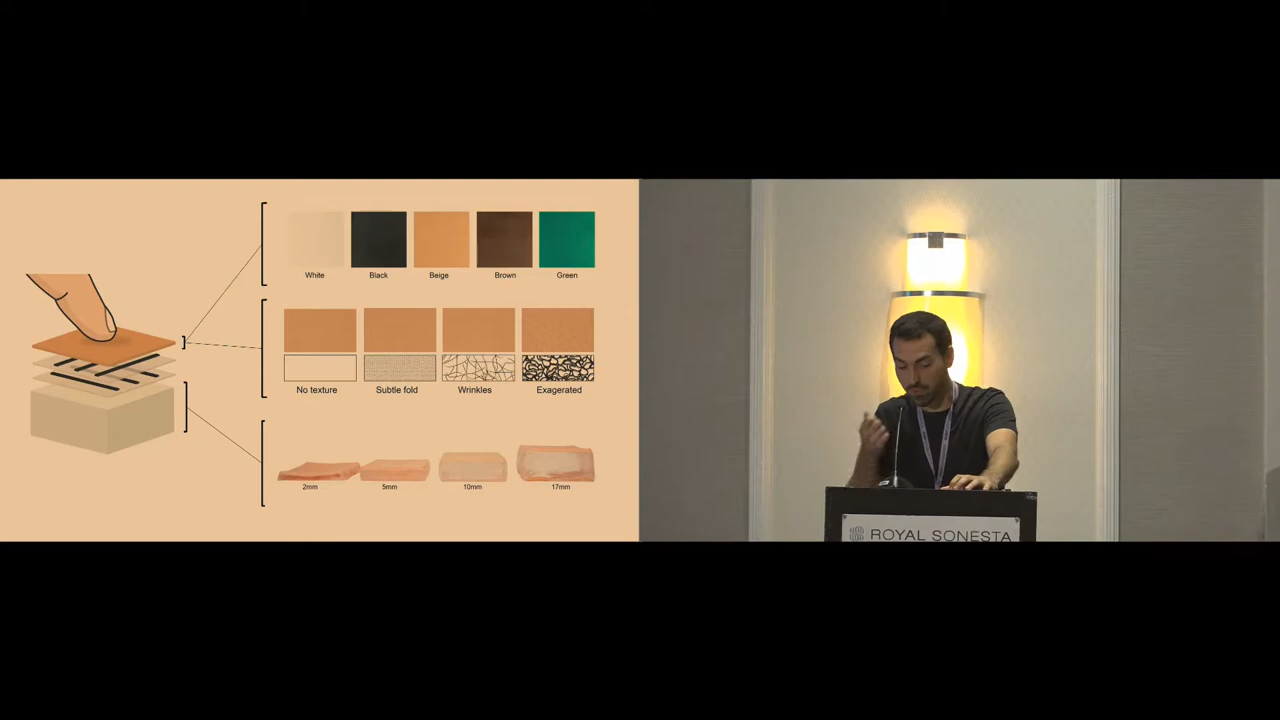 White Black Beige Brown Green
No texture Subtle fold Wrinkles Exagerated
2mm 5mm 10mm 17mm
ROYAL SONESTA